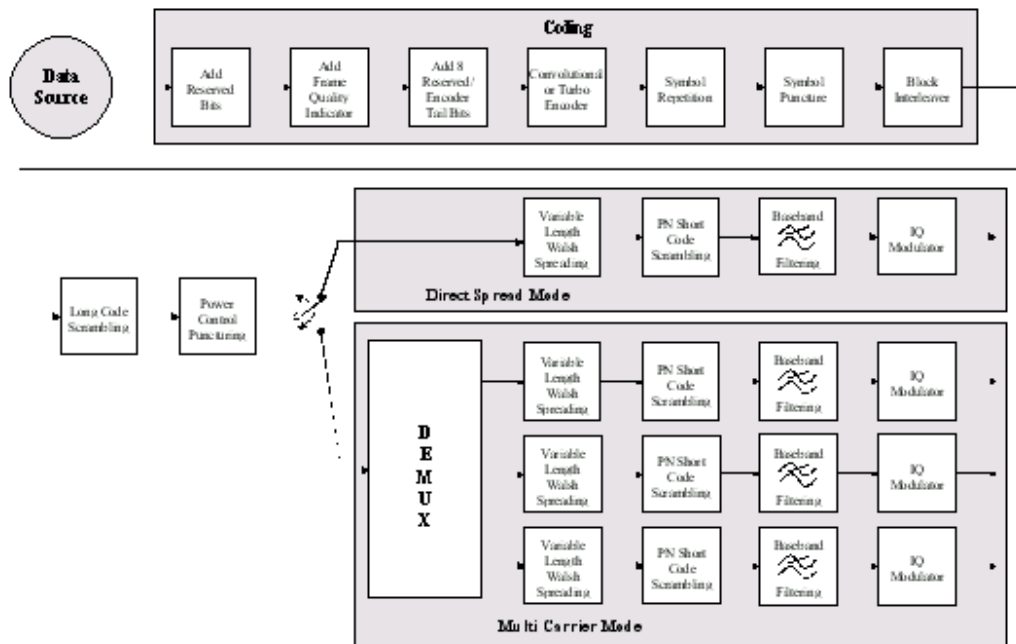 Coding
Data
Source
Add
Reserved
Bits
Add
Frame
Quality
Indicator
Add 8
Reserved/
Encoder
Tail Bits
Convolutional
or Turbo
Encoder
Symbol
Repetition
Symbol
Puncture
Block
Interleaver
Long Code
Scrambling
Power
Control
Puncturing
Variable
Length
Walsh
Spreading
PN Short
Code
Scrambling
Baseband
Filtering
IQ
Modulator
Direct Spread Mode
DEMUX
Variable
Length
Walsh
Spreading
PN Short
Code
Scrambling
Baseband
Filtering
IQ
Modulator
Variable
Length
Walsh
Spreading
PN Short
Code
Scrambling
Baseband
Filtering
IQ
Modulator
Variable
Length
Walsh
Spreading
PN Short
Code
Scrambling
Baseband
Filtering
IQ
Modulator
Multi Carrier Mode